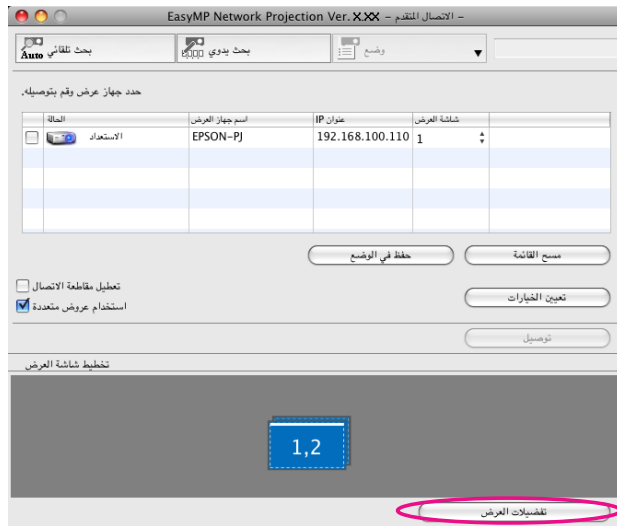 EasyMP Network Projection Ver. X.XX - الاتصال المتقدم -
بحث تلقائي Auto
بحث يدوي
وضع
حدد جهاز عرض وقم بتوصيله.
الحالة
اسم جهاز العرض
عنوان IP
شاشة العرض
الاستعداد
EPSON-PJ
192.168.100.110
1
حفظ في الوضع
مسح القائمة
تعطيل مقاطعة الاتصال
استخدام عروض متعددة
تعيين الخيارات
توصيل
تخطيط شاشة العرض
1,2
تفضيلات العرض